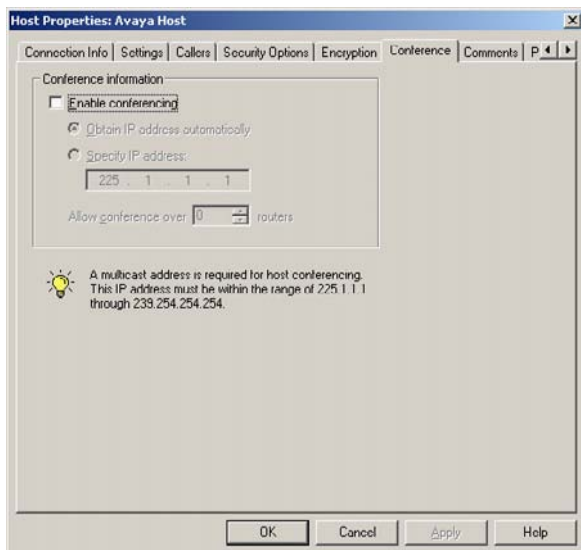 Host Properties: Avaya Host
Connection Info Settings Callers Security Options Encryption Conference Comments P
Conference information
Enable conferencing
Obtain IP address automatically
Specify IP address:
225 . 1 . 1 . 1
Allow conference over 0 routers
A multicast address is required for host conferencing.
This IP address must be within the range of 225.1.1.1
through 239.254.254.254.
OK Cancel Apply Help